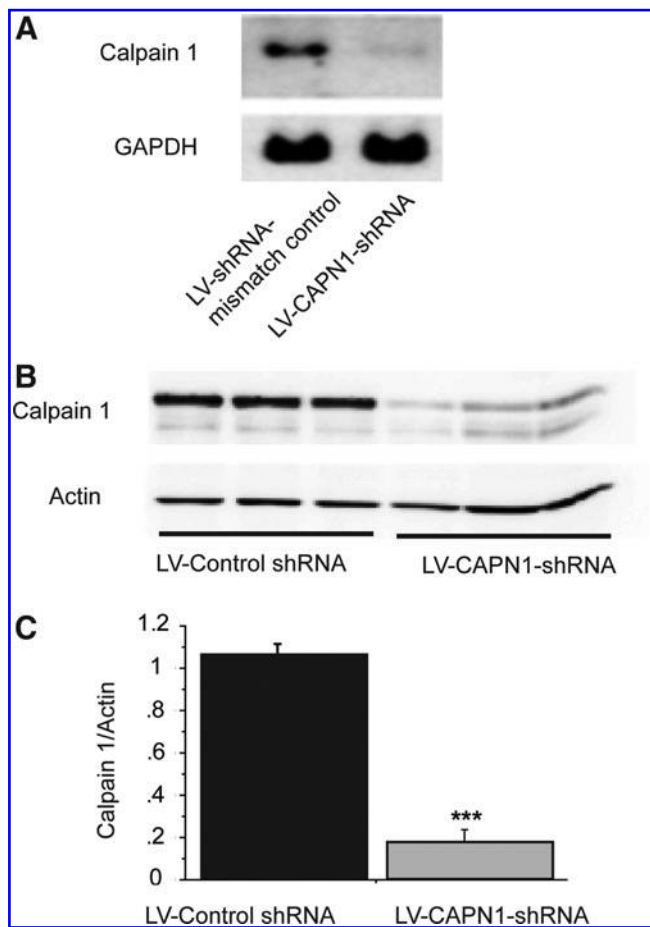 A
Calpain 1
GAPDH
LV-shRNA-
mismatch control
LV-CAPN1-shRNA
B
Calpain 1
Actin
LV-Control shRNA
LV-CAPN1-shRNA
C
Calpain 1/Actin
1.2
1
.8
.6
.4
.2
0
***
LV-Control shRNA
LV-CAPN1-shRNA